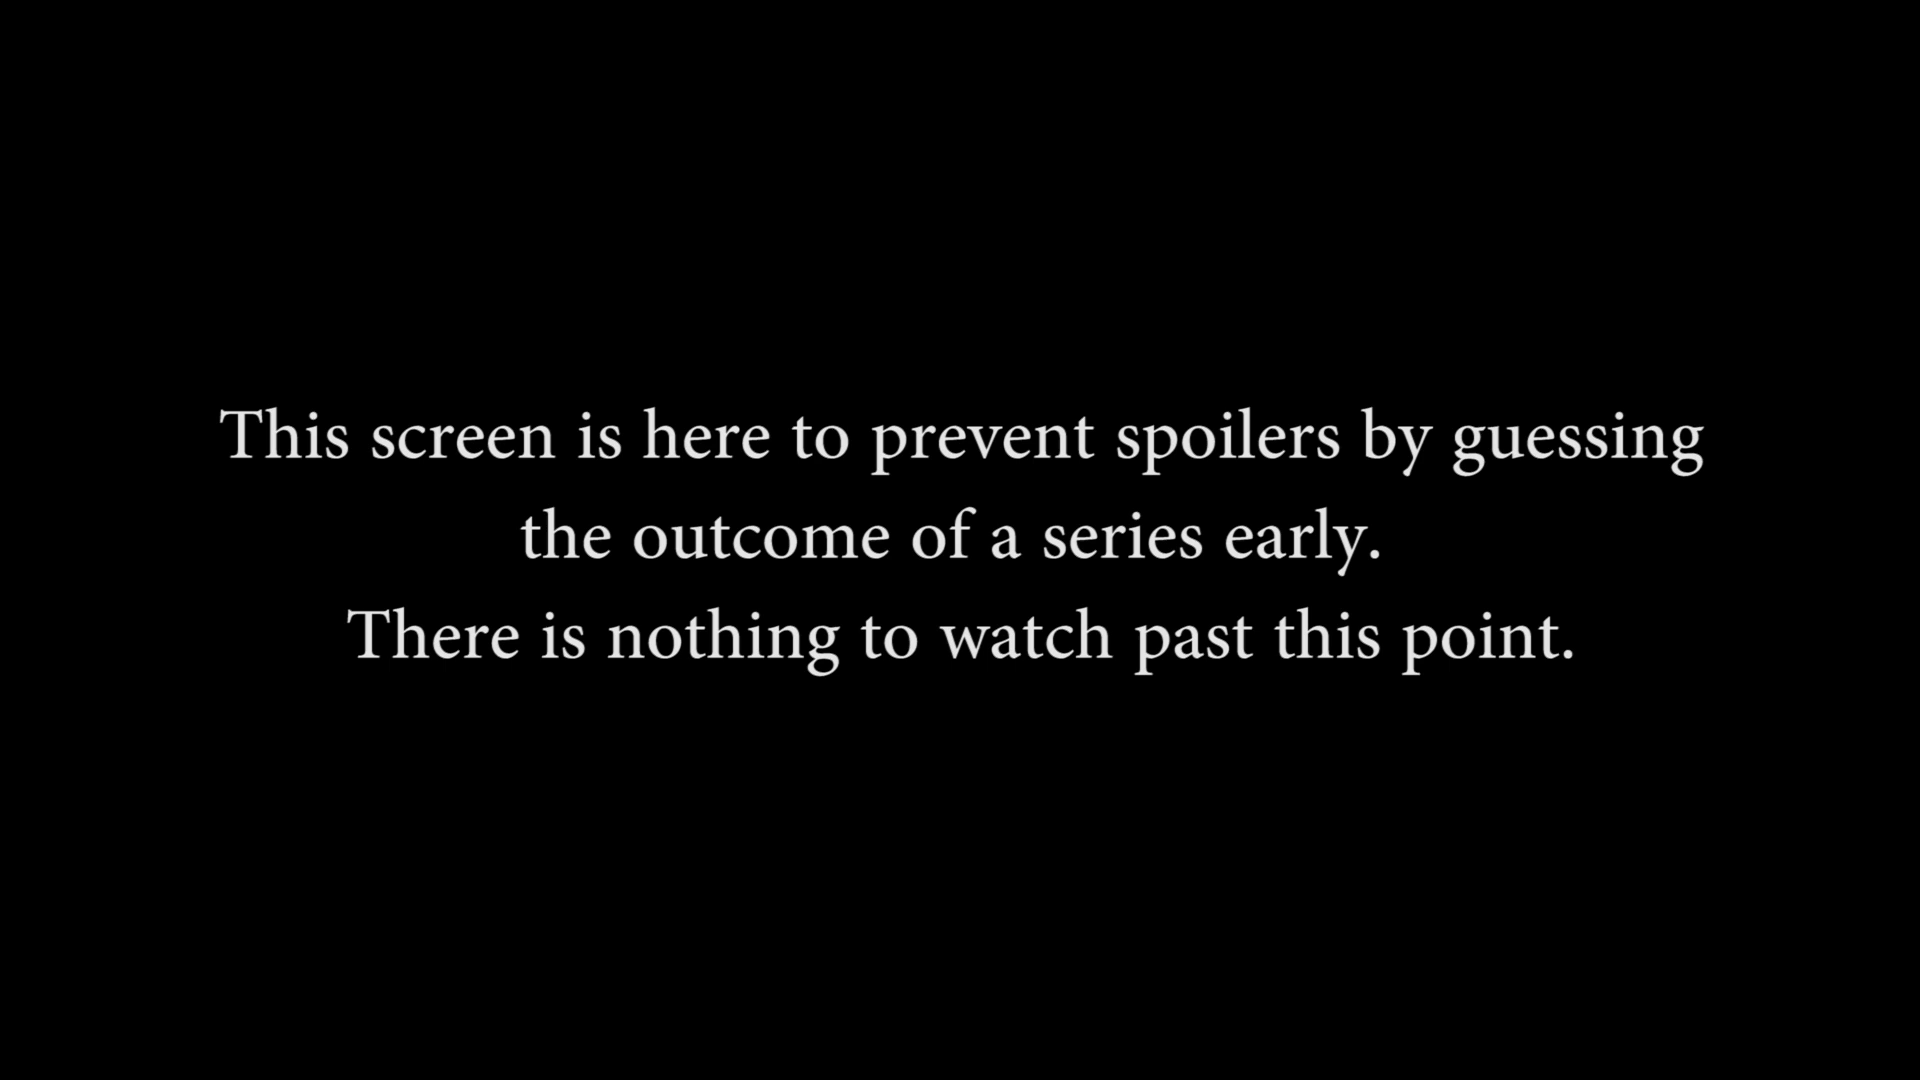 This screen is here to prevent spoilers by guessing
the outcome of a series early.
There is nothing to watch past this point.